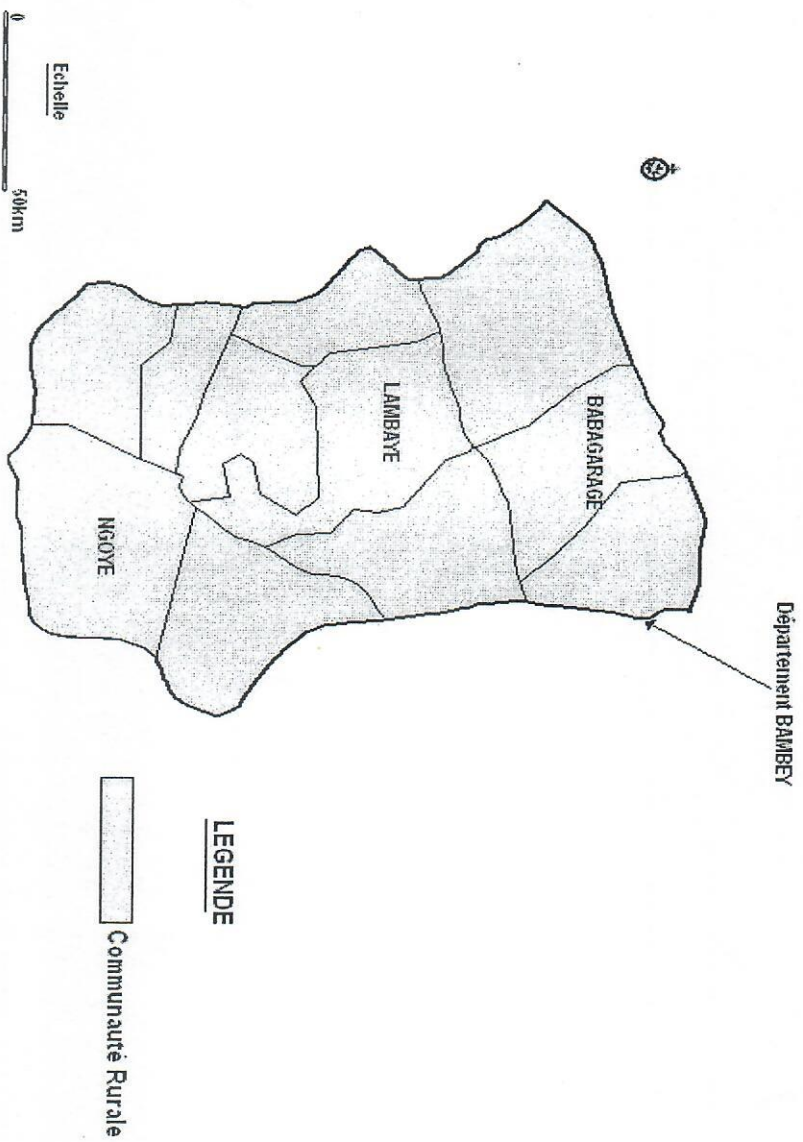 Département BAMBEY
BABAGARAGE
LAMBAYE
NGOYE
LEGENDE
Communauté Rurale
Echelle
0 50km